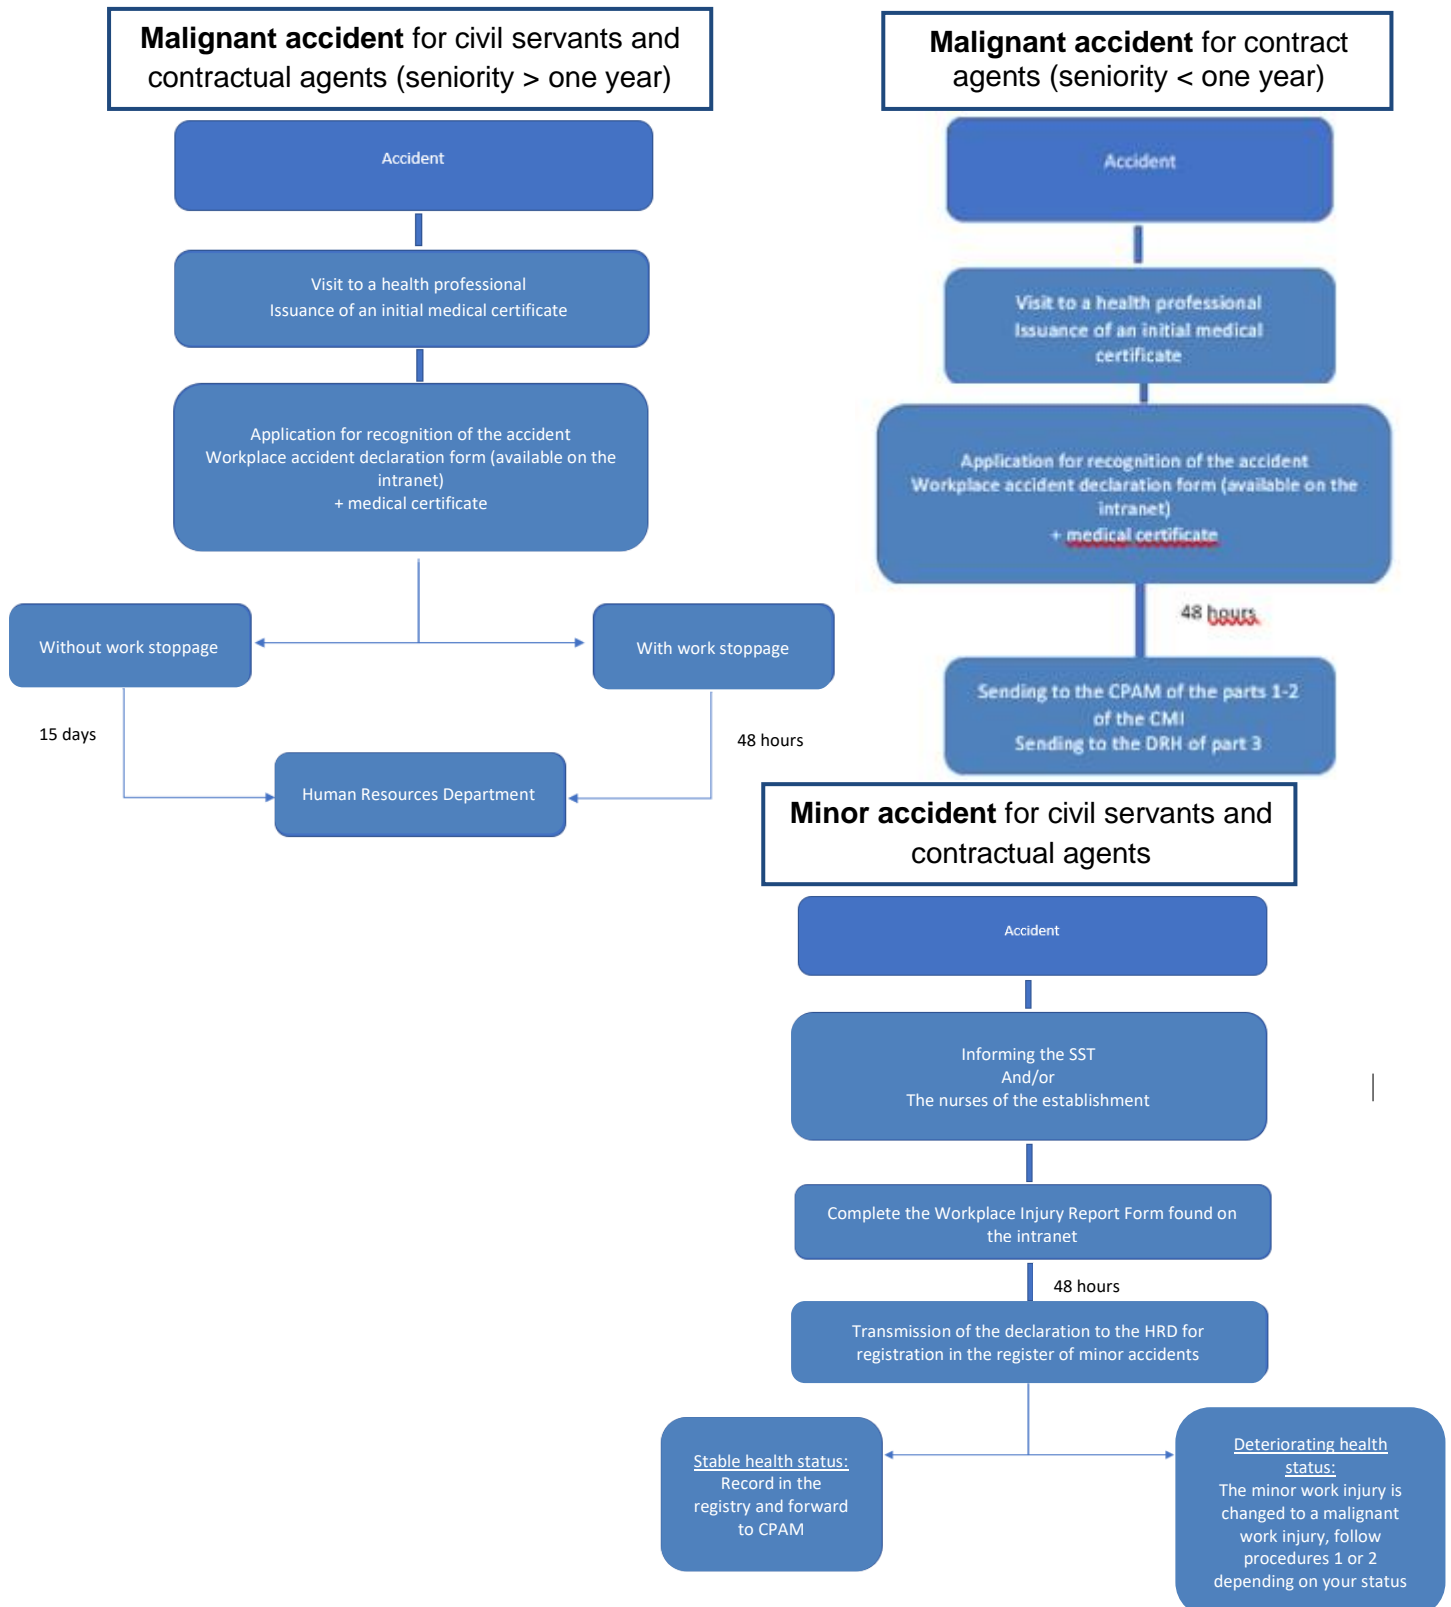 Malignant accident for civil servants and
contractual agents (seniority > one year)
Accident
Visit to a health professional
Issuance of an initial medical certificate
Application for recognition of the accident
Workplace accident declaration form (available on the
intranet)
+ medical certificate
Without work stoppage
With work stoppage
15 days
48 hours
Human Resources Department
Malignant accident for contract
agents (seniority < one year)
Accident
Visit to a health professional
Issuance of an initial medical
certificate
Application for recognition of the accident
Workplace accident declaration form (available on the
intranet)
+ medical certificate
48 hours
Sending to the CPAM of the parts 1-2
of the CMI
Sending to the DRH of part 3
Minor accident for civil servants and
contractual agents
Accident
Informing the SST
And/or
The nurses of the establishment
Complete the Workplace Injury Report Form found on
the intranet
48 hours
Transmission of the declaration to the HRD for
registration in the register of minor accidents
Stable health status:
Record in the
registry and forward
to CPAM
Deteriorating health
status:
The minor work injury is
changed to a malignant
work injury, follow
procedures 1 or 2
depending on your status